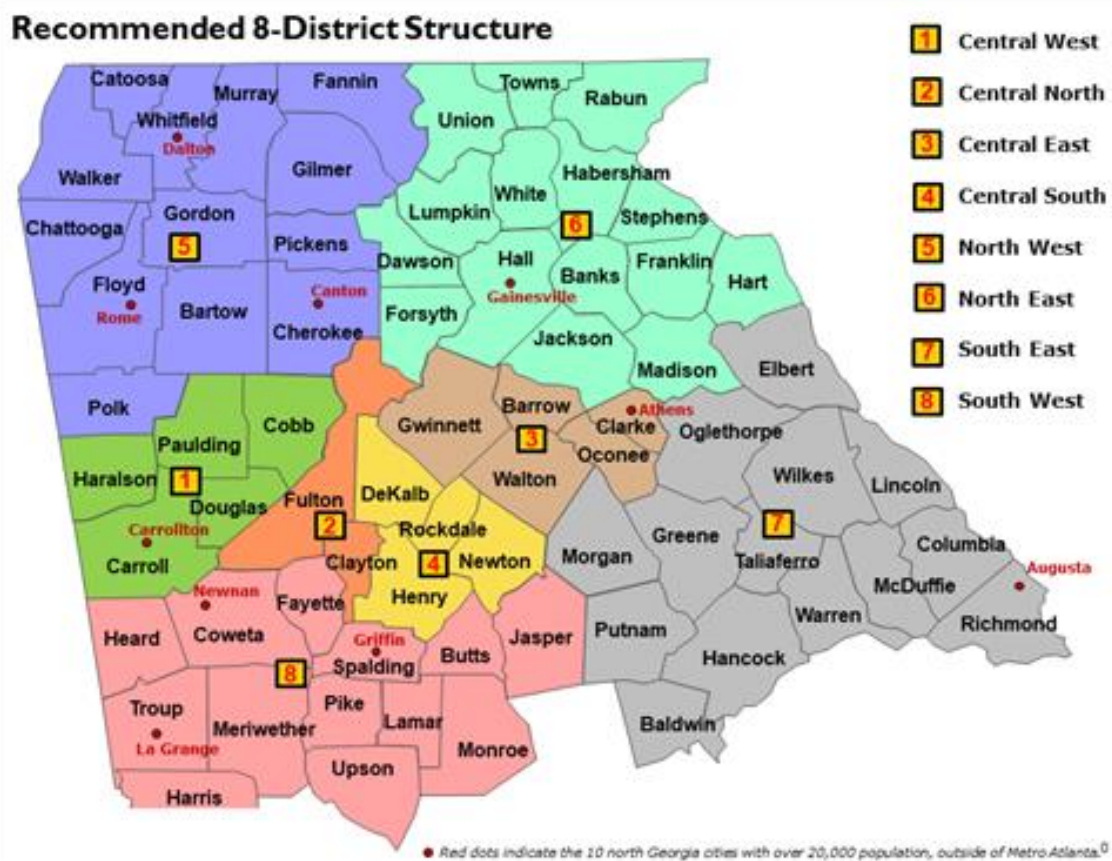 Recommended 8-District Structure
1 Central West
2 Central North
3 Central East
4 Central South
5 North West
6 North East
7 South East
8 South West
Catoosa
Murray
Fannin
Towns
Rabun
Whitfield
Dalton
Union
Walker
Gilmer
White
Habersham
Lumpkin
Stephens
Chattooga
Gordon
5
Pickens
6
Dawson
Hall
Banks
Franklin
Hart
Floyd
Rome
Bartow
Canton
Cherokee
Forsyth
Gainesville
Jackson
Madison
Elbert
Polk
Paulding
Cobb
Gwinnett
Barrow
Athens
Clarke
Oglethorpe
3
Oconee
Haralson
1
Douglas
Fulton
2
DeKalb
Walton
Wilkes
Lincoln
Rockdale
Greene
7
Carrollton
Carroll
Clayton
4
Newton
Morgan
Taliaferro
Columbia
Augusta
McDuffie
Newnan
Fayette
Henry
Warren
Richmond
Heard
Coweta
Griffin
Spalding
Butts
Jasper
Putnam
Hancock
8
Troup
La Grange
Meriwether
Pike
Lamar
Monroe
Baldwin
Upson
Harris
Red dots indicate the 10 north Georgia cities with over 20,000 population, outside of Metro Atlanta.0